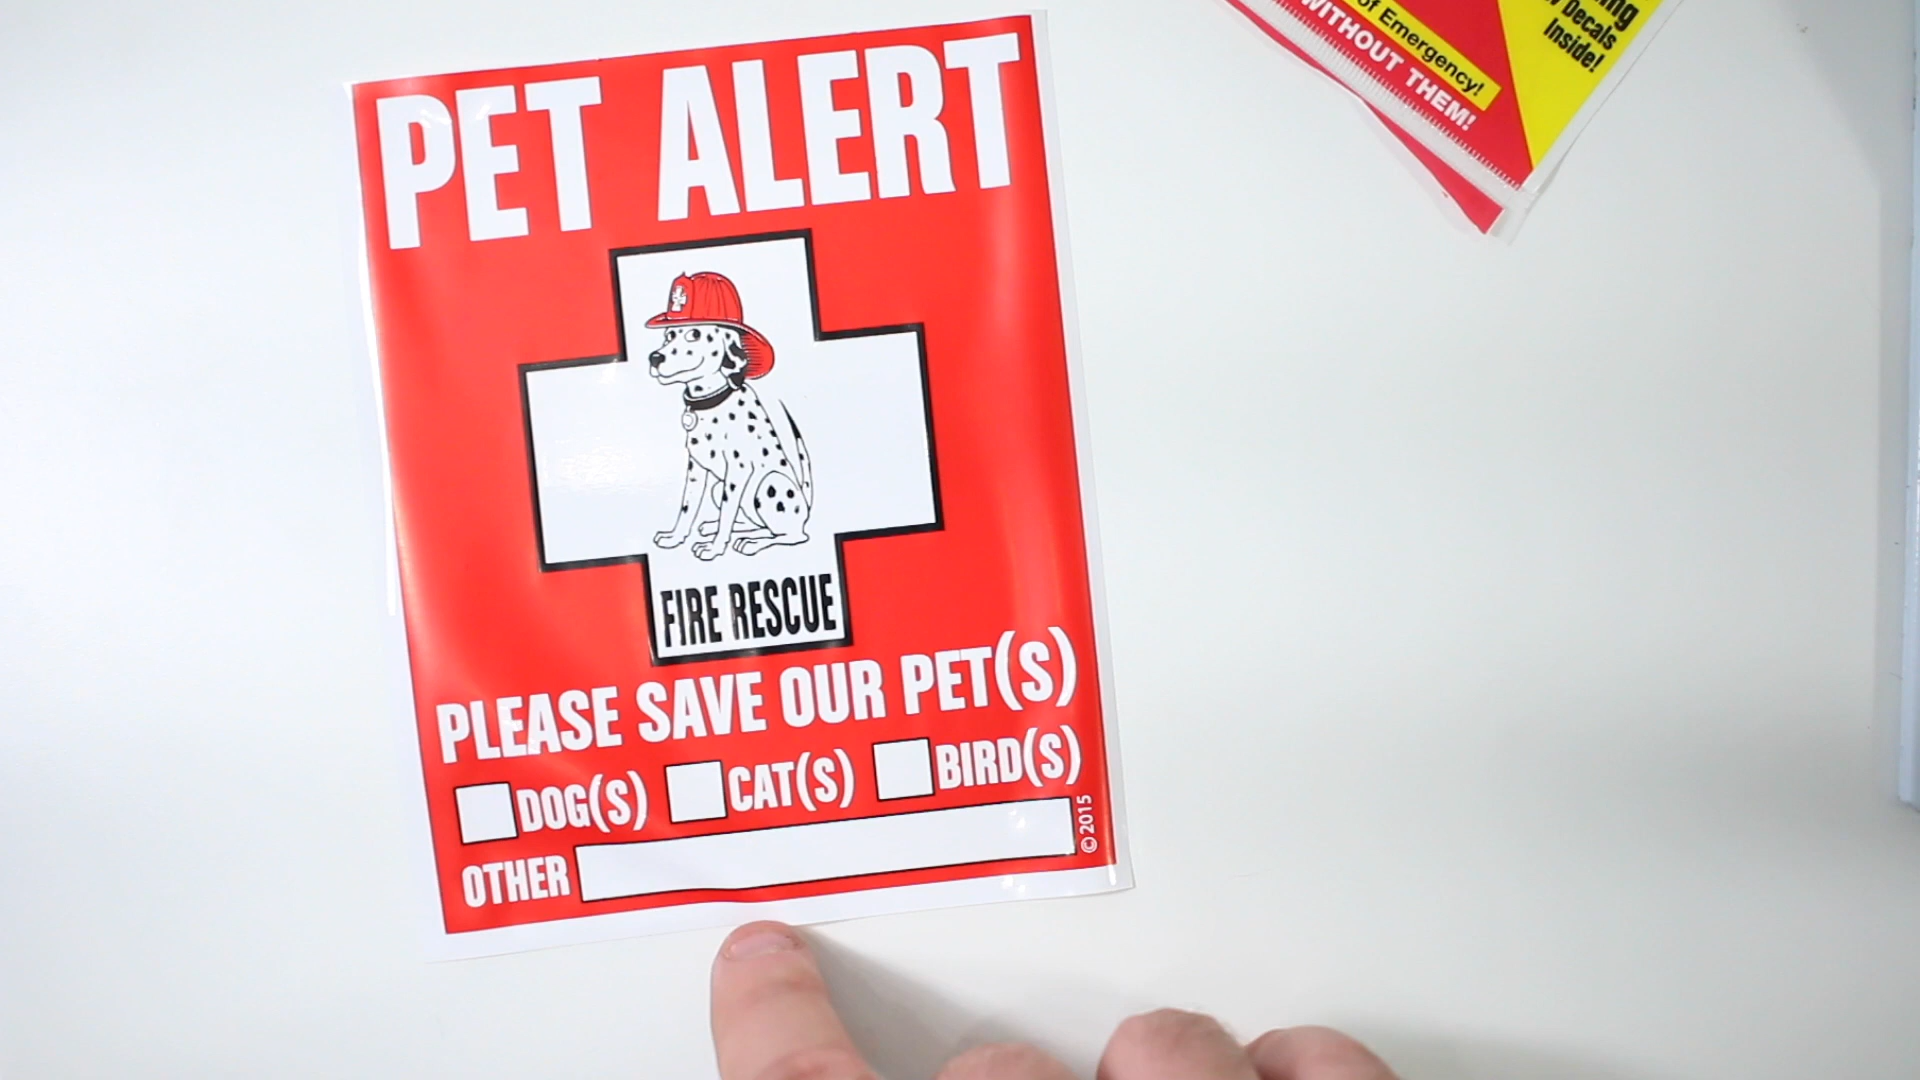 PET ALERT
FIRE RESCUE
PLEASE SAVE OUR PET(S)
DOG(S) CAT(S) BIRD(S)
OTHER
© 2015
of Emergency!
WITHOUT THEM!
Decals
Inside!